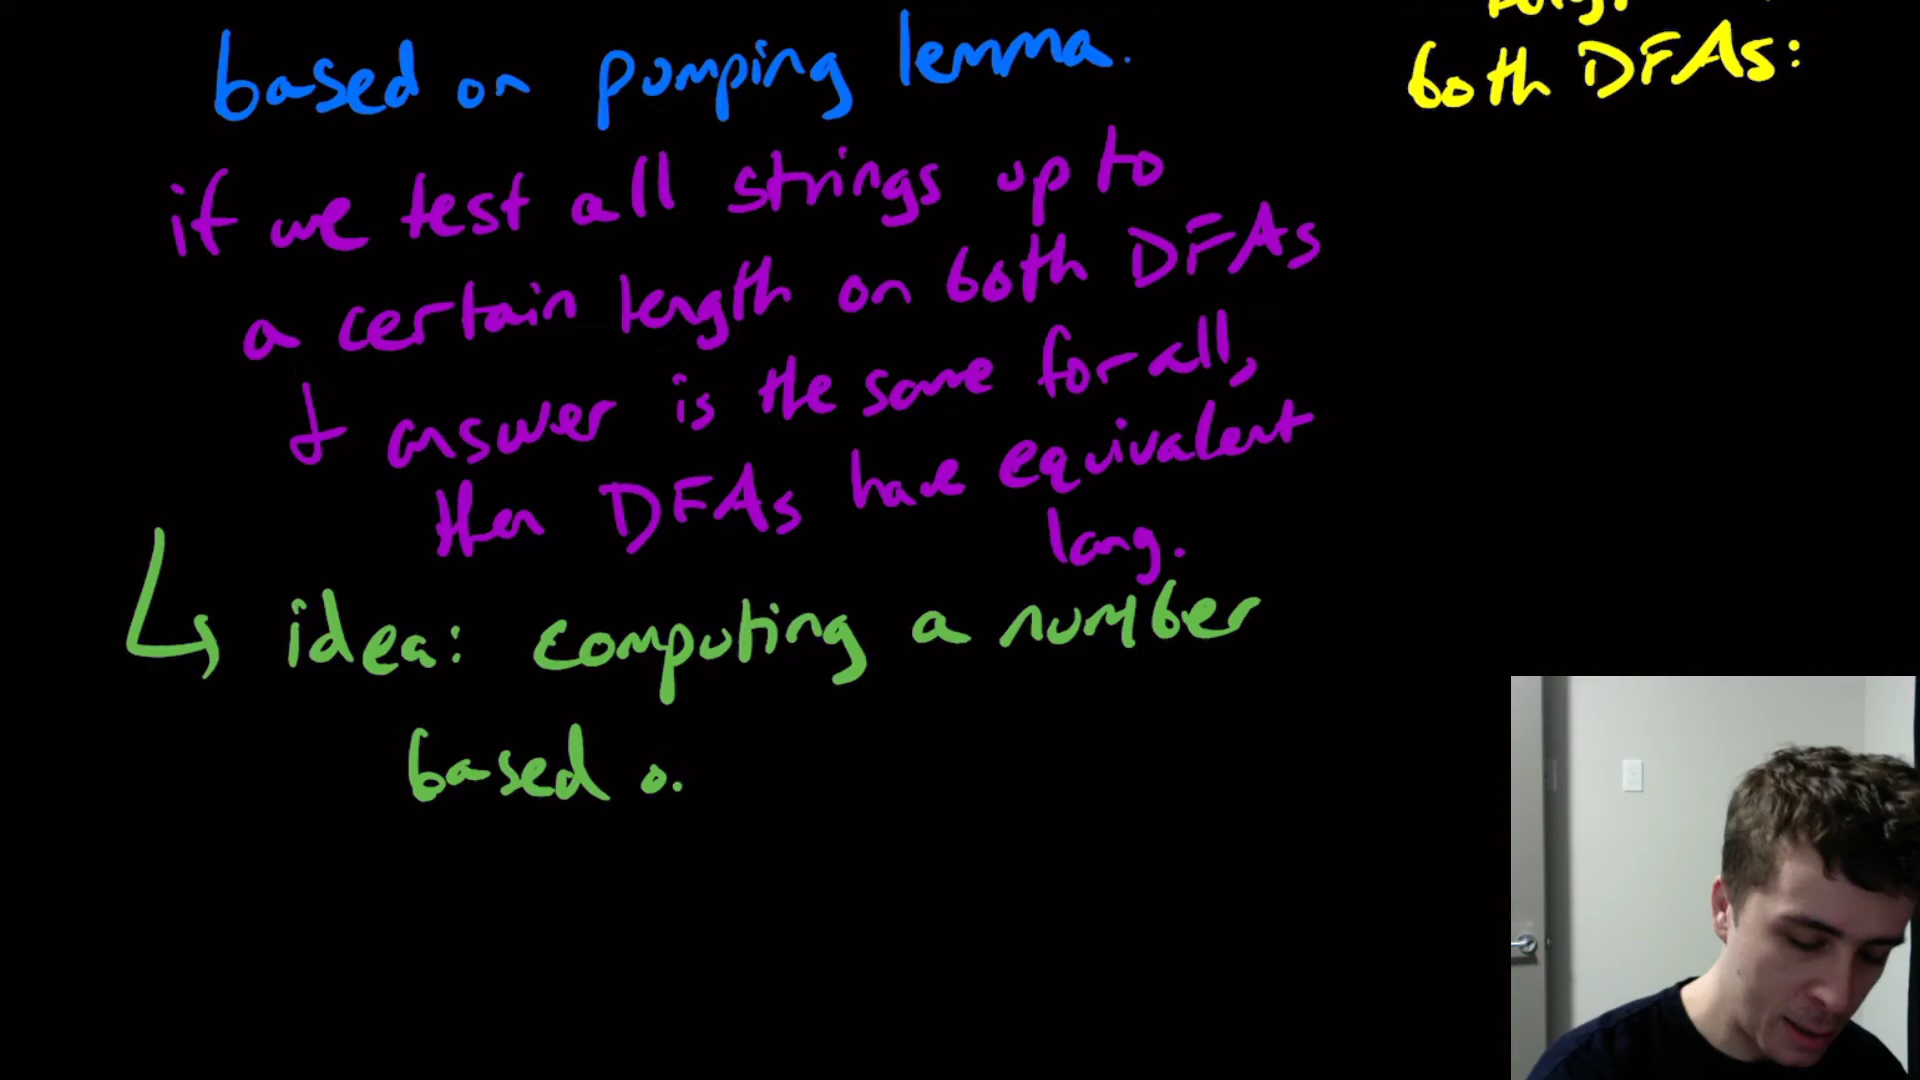 based on pumping lemma.
both DFAs:
if we test all strings up to
a certain length on both DFAs
& answer is the same for all,
then DFAs have equivalent
lang.
idea: computing a number
based o.